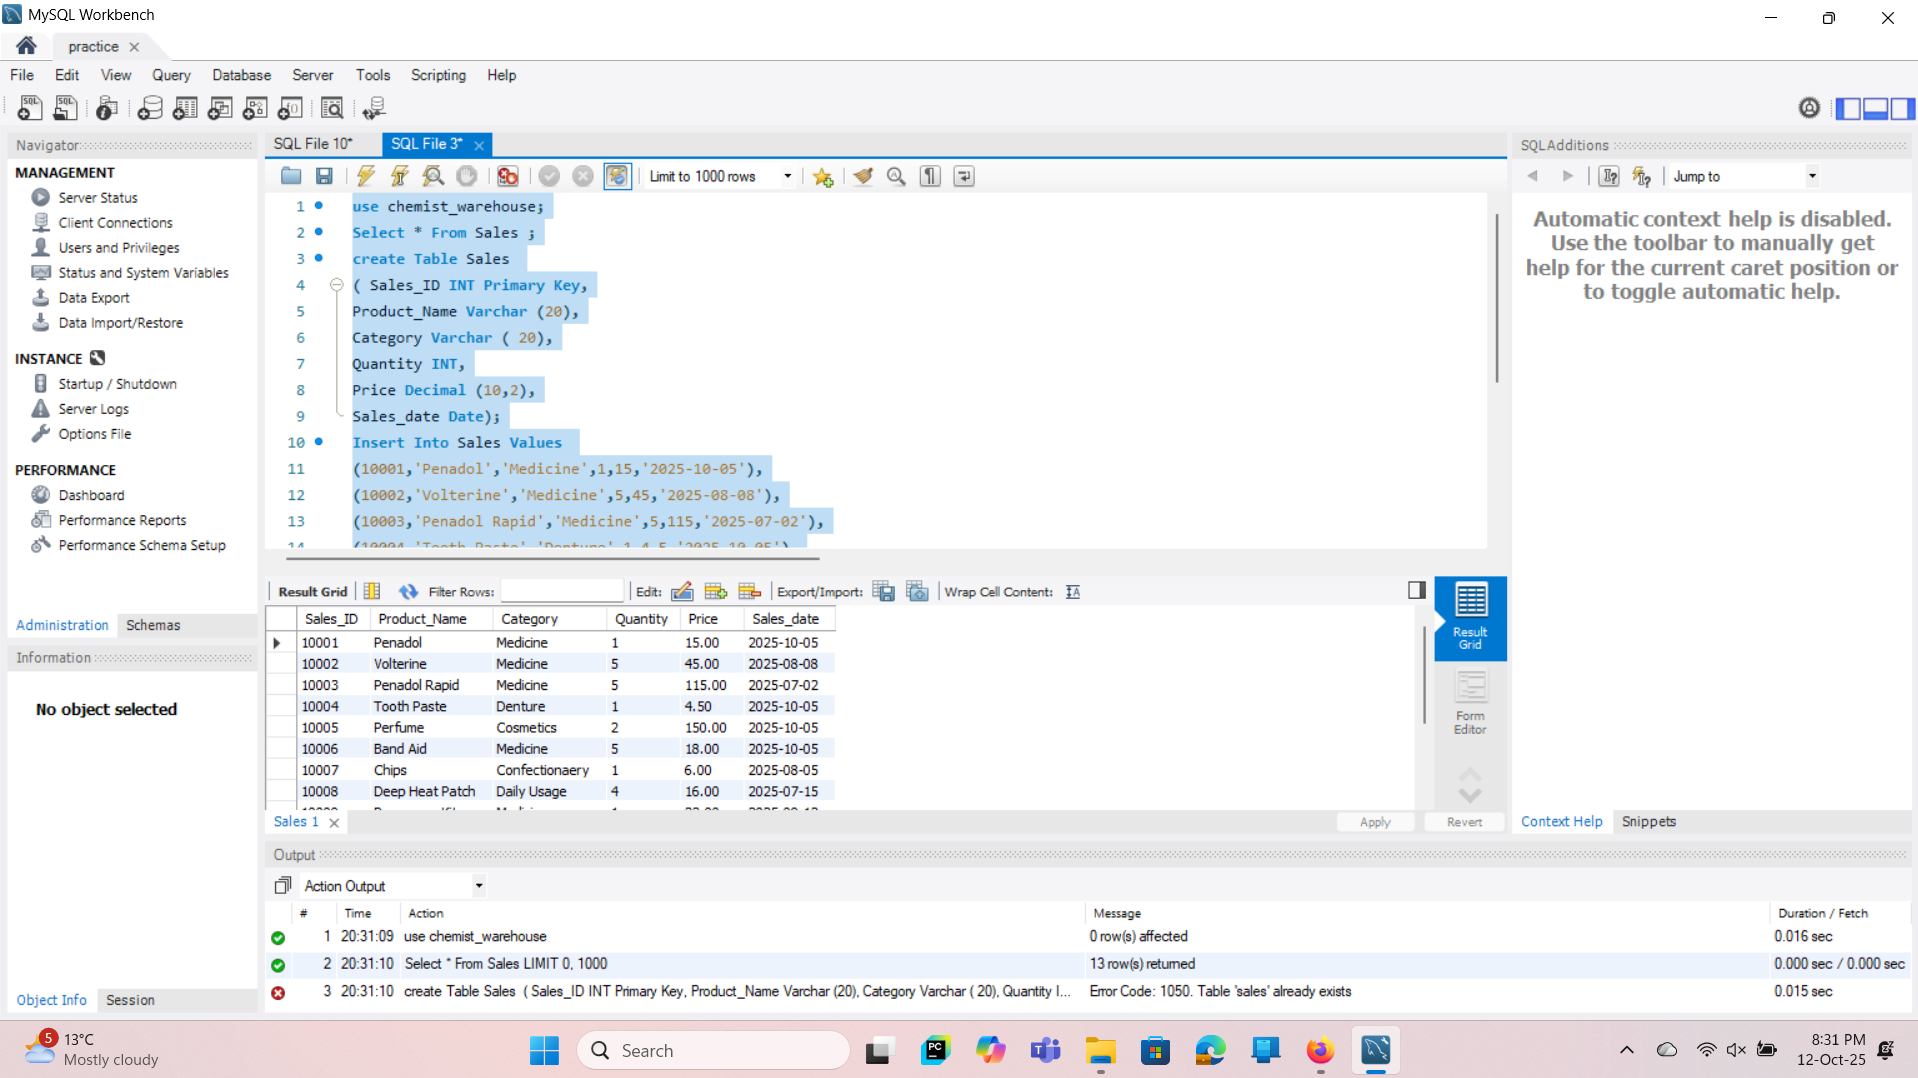 MySQL Workbench
practice
File Edit View Query Database Server Tools Scripting Help
Navigator
MANAGEMENT
Server Status
Client Connections
Users and Privileges
Status and System Variables
Data Export
Data Import/Restore
INSTANCE
Startup / Shutdown
Server Logs
Options File
PERFORMANCE
Dashboard
Performance Reports
Performance Schema Setup
Administration Schemas
Information
No object selected
Object Info Session
SQL File 10* SQL File 3*
Limit to 1000 rows
1 use chemist_warehouse;
2 Select * From Sales ;
3 create Table Sales
4 ( Sales_ID INT Primary Key,
5 Product_Name Varchar (20),
6 Category Varchar ( 20),
7 Quantity INT,
8 Price Decimal (10,2),
9 Sales_date Date);
10 Insert Into Sales Values
11 (10001,'Penadol','Medicine',1,15,'2025-10-05'),
12 (10002,'Volterine','Medicine',5,45,'2025-08-08'),
13 (10003,'Penadol Rapid','Medicine',5,115,'2025-07-02'),
14 (10004,'Tooth Paste','Denture',1,4.5,'2025-10-05')
Result Grid Filter Rows: Edit: Export/Import: Wrap Cell Content:
Sales_ID Product_Name Category Quantity Price Sales_date
10001 Penadol Medicine 1 15.00 2025-10-05
10002 Volterine Medicine 5 45.00 2025-08-08
10003 Penadol Rapid Medicine 5 115.00 2025-07-02
10004 Tooth Paste Denture 1 4.50 2025-10-05
10005 Perfume Cosmetics 2 150.00 2025-10-05
10006 Band Aid Medicine 5 18.00 2025-10-05
10007 Chips Confectionaery 1 6.00 2025-08-05
10008 Deep Heat Patch Daily Usage 4 16.00 2025-07-15
Result Grid
Form Editor
Sales 1 Apply Revert
SQLAdditions
Jump to
Automatic context help is disabled.
Use the toolbar to manually get
help for the current caret position or
to toggle automatic help.
Context Help Snippets
Output
Action Output
# Time Action Message Duration / Fetch
1 20:31:09 use chemist_warehouse 0 row(s) affected 0.016 sec
2 20:31:10 Select * From Sales LIMIT 0, 1000 13 row(s) returned 0.000 sec / 0.000 sec
3 20:31:10 create Table Sales ( Sales_ID INT Primary Key, Product_Name Varchar (20), Category Varchar ( 20), Quantity I... Error Code: 1050. Table 'sales' already exists 0.015 sec
5
13°C
Mostly cloudy
Search
8:31 PM
12-Oct-25